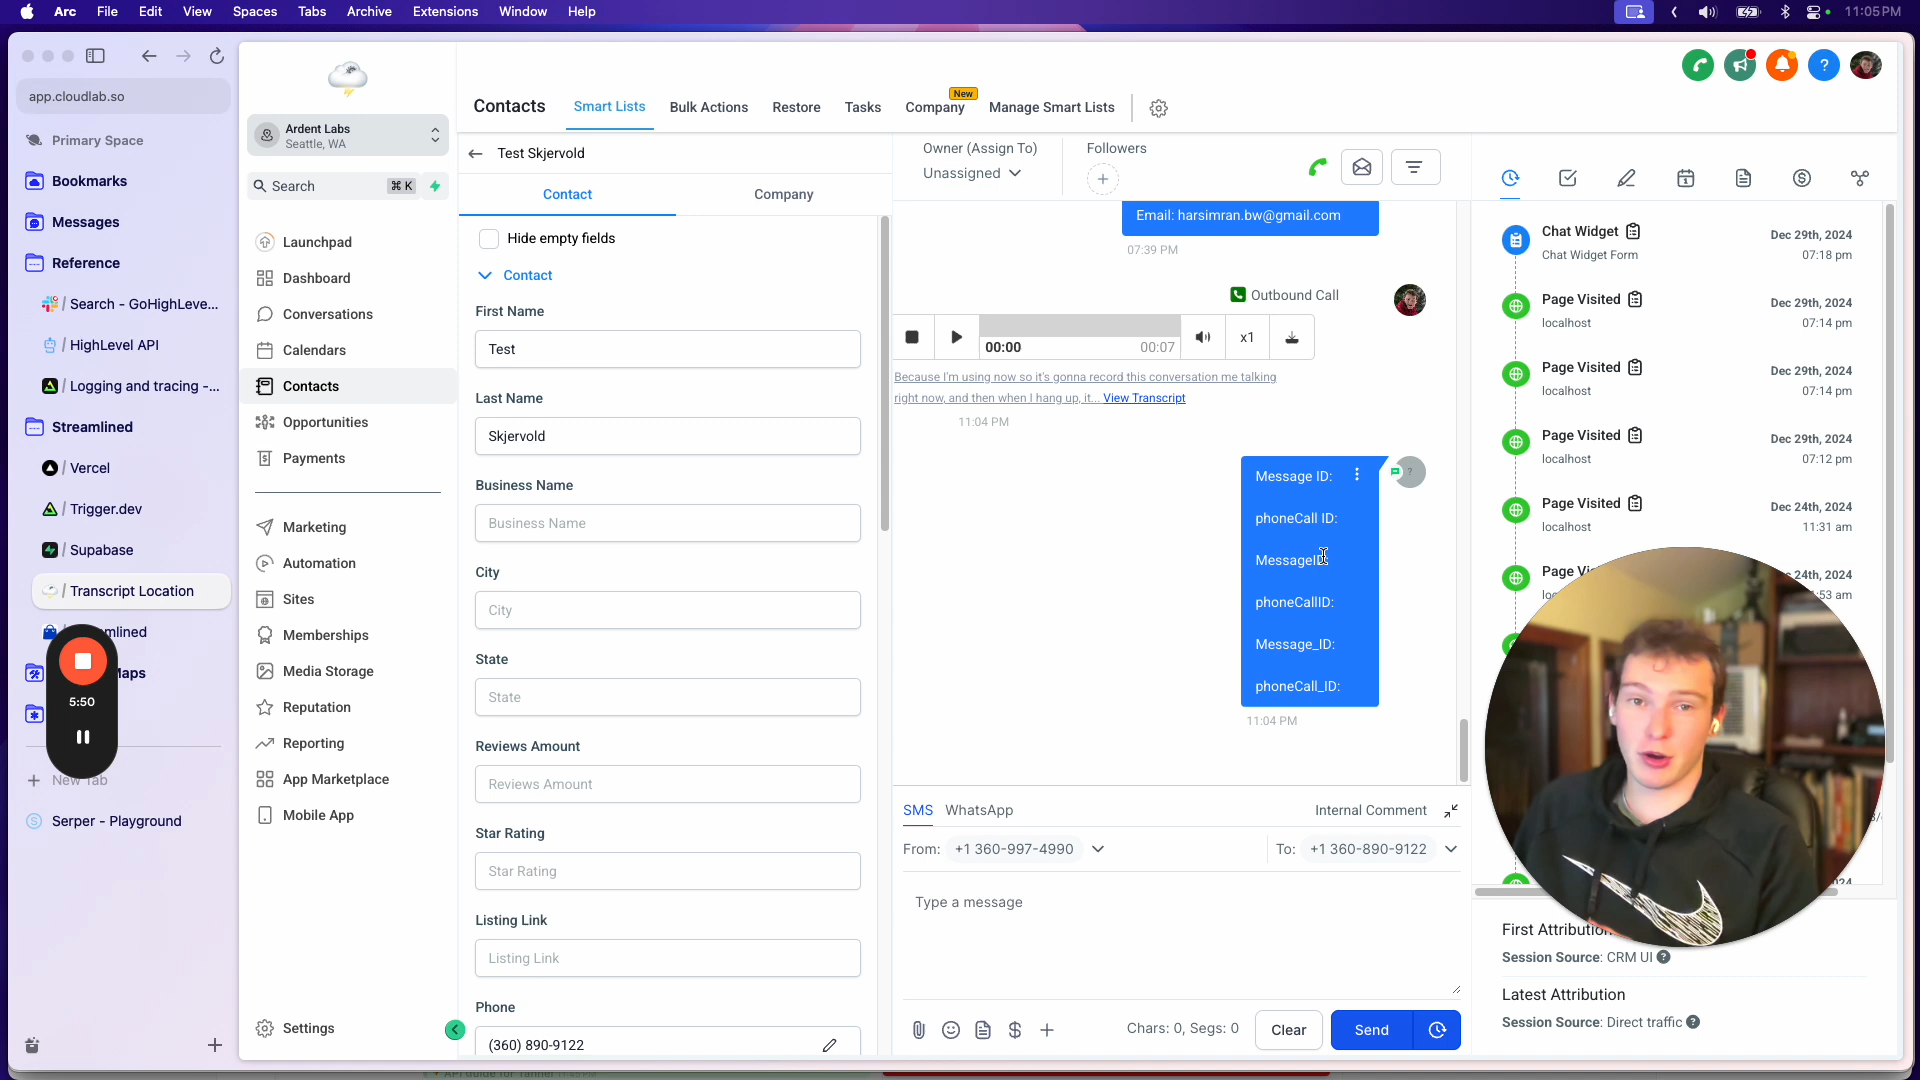 Arc File Edit View Spaces Tabs Archive Extensions Window Help
11:05 PM
app.cloudlab.so
Primary Space
Bookmarks
Messages
Reference
/ Search - GoHighLeve...
/ HighLevel API
/ Logging and tracing -...
Streamlined
/ Vercel
/ Trigger.dev
/ Supabase
/ Transcript Location
5:50
+ New Tab
Serper - Playground
Ardent Labs
Seattle, WA
Search ⌘ K
Launchpad
Dashboard
Conversations
Calendars
Contacts
Opportunities
Payments
Marketing
Automation
Sites
Memberships
Media Storage
Reputation
Reporting
App Marketplace
Mobile App
Settings
Contacts
Smart Lists
Bulk Actions
Restore
Tasks
Company
New
Manage Smart Lists
Test Skjervold
Contact
Company
Hide empty fields
Contact
First Name
Test
Last Name
Skjervold
Business Name
Business Name
City
City
State
State
Reviews Amount
Reviews Amount
Star Rating
Star Rating
Listing Link
Listing Link
Phone
(360) 890-9122
Owner (Assign To)
Unassigned
Followers
Email: harsimran.bw@gmail.com
07:39 PM
Outbound Call
00:00 00:07 x1
Because I'm using now so it's gonna record this conversation me talking
right now, and then when I hang up, it... View Transcript
11:04 PM
Message ID:
phoneCall ID:
MessageID:
phoneCallID:
Message_ID:
phoneCall_ID:
11:04 PM
SMS WhatsApp Internal Comment
From: +1 360-997-4990 To: +1 360-890-9122
Type a message
Chars: 0, Segs: 0 Clear Send
Chat Widget Dec 29th, 2024
Chat Widget Form 07:18 pm
Page Visited Dec 29th, 2024
localhost 07:14 pm
Page Visited Dec 29th, 2024
localhost 07:14 pm
Page Visited Dec 29th, 2024
localhost 07:12 pm
Page Visited Dec 24th, 2024
localhost 11:31 am
First Attribution
Session Source: CRM UI
Latest Attribution
Session Source: Direct traffic